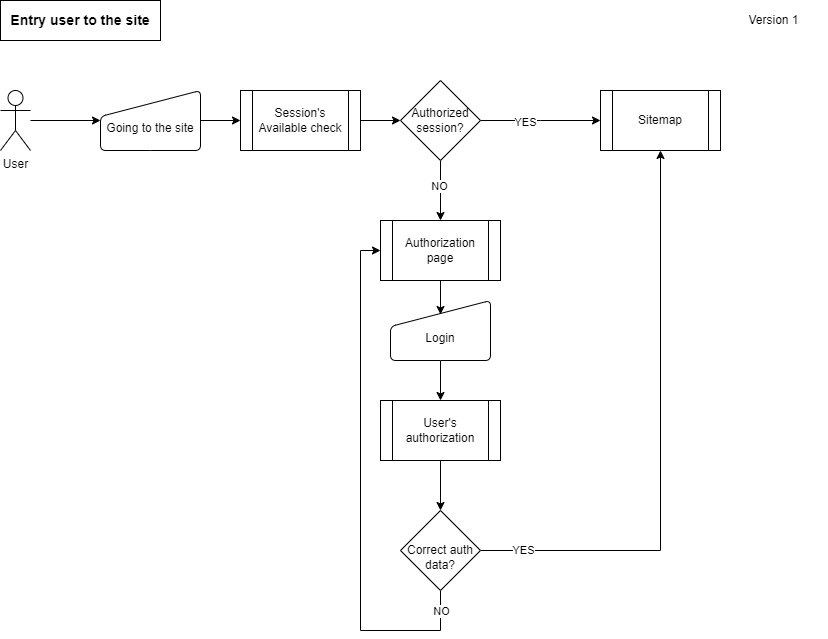 Entry user to the site
Version 1
User
Going to the site
Session's
Available check
Authorized
session?
YES
Sitemap
NO
Authorization
page
Login
User's
authorization
Correct auth
data?
YES
NO